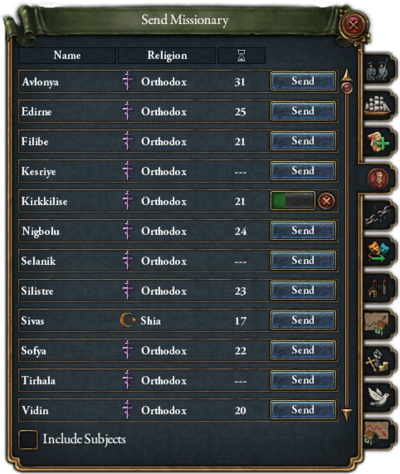 Send Missionary
Name Religion
Avlonya Orthodox 31 Send
Edirne Orthodox 25 Send
Filibe Orthodox 21 Send
Kesriye Orthodox --- Send
Kirkkilise Orthodox 21
Nigbolu Orthodox 24 Send
Selanik Orthodox --- Send
Silistre Orthodox 23 Send
Sivas Shia 17 Send
Sofya Orthodox 22 Send
Tirhala Orthodox --- Send
Vidin Orthodox 20 Send
Include Subjects